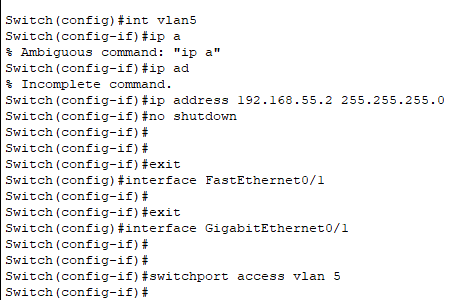 Switch(config)#int vlan5
Switch(config-if)#ip a
% Ambiguous command: "ip a"
Switch(config-if)#ip ad
% Incomplete command.
Switch(config-if)#ip address 192.168.55.2 255.255.255.0
Switch(config-if)#no shutdown
Switch(config-if)#
Switch(config-if)#
Switch(config-if)#exit
Switch(config)#interface FastEthernet0/1
Switch(config-if)#
Switch(config-if)#exit
Switch(config)#interface GigabitEthernet0/1
Switch(config-if)#
Switch(config-if)#
Switch(config-if)#switchport access vlan 5
Switch(config-if)#